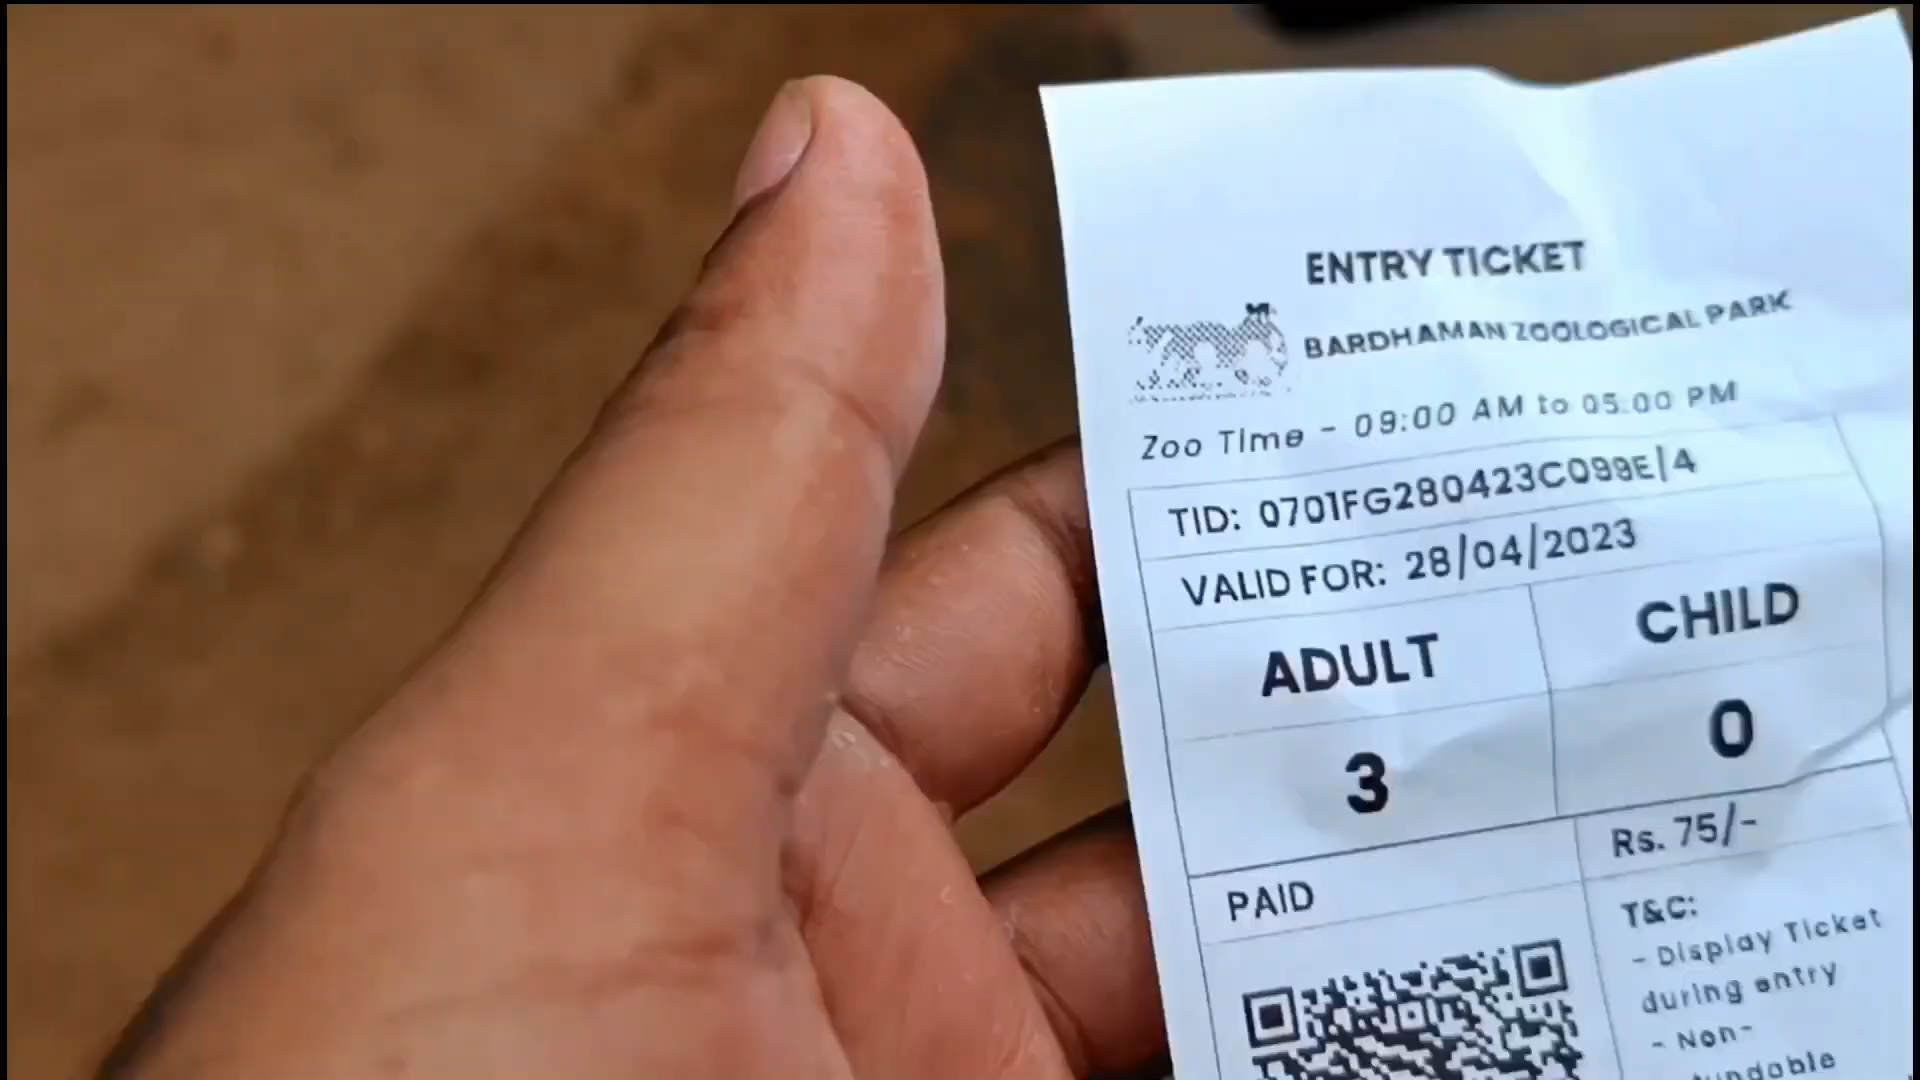 ENTRY TICKET
BARDHAMAN ZOOLOGICAL PARK
Zoo Time - 09:00 AM to 05:00 PM
TID: 0701FG280423C099E|4
VALID FOR: 28/04/2023
ADULT CHILD
3 0
PAID Rs. 75/-
T&C:
- Display Ticket
during entry
- Non-